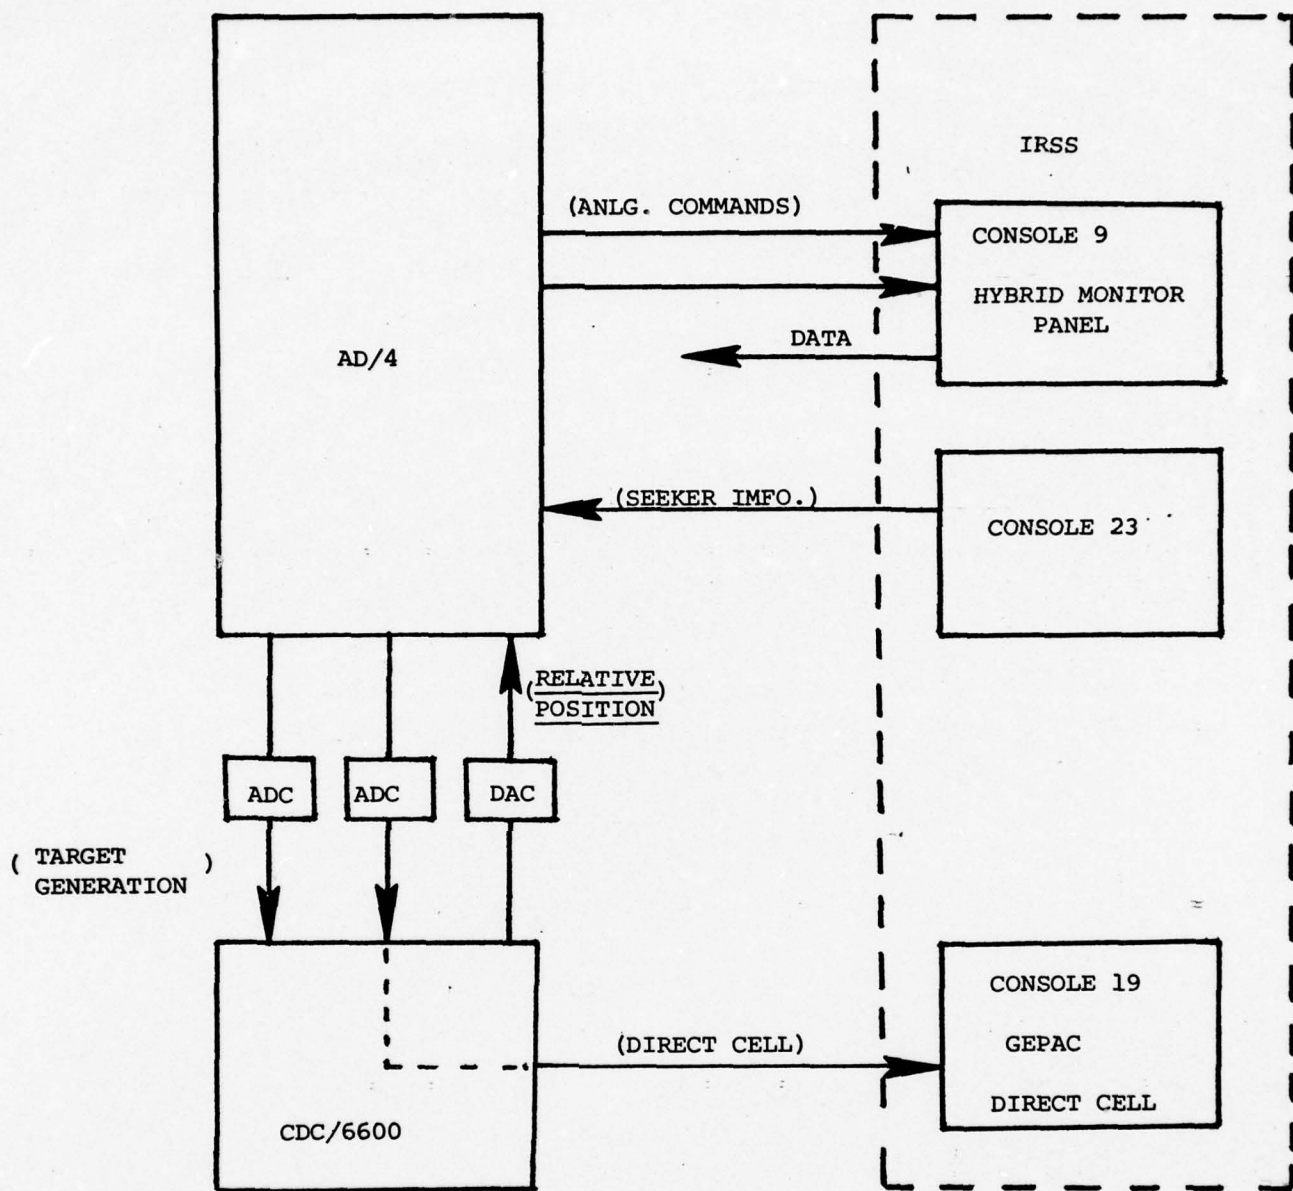 IRSS
(ANLG. COMMANDS)
CONSOLE 9
HYBRID MONITOR
PANEL
DATA
AD/4
(SEEKER IMFO.)
CONSOLE 23
(RELATIVE)
POSITION
ADC
ADC
DAC
( TARGET )
GENERATION
CONSOLE 19
GEPAC
DIRECT CELL
(DIRECT CELL)
CDC/6600